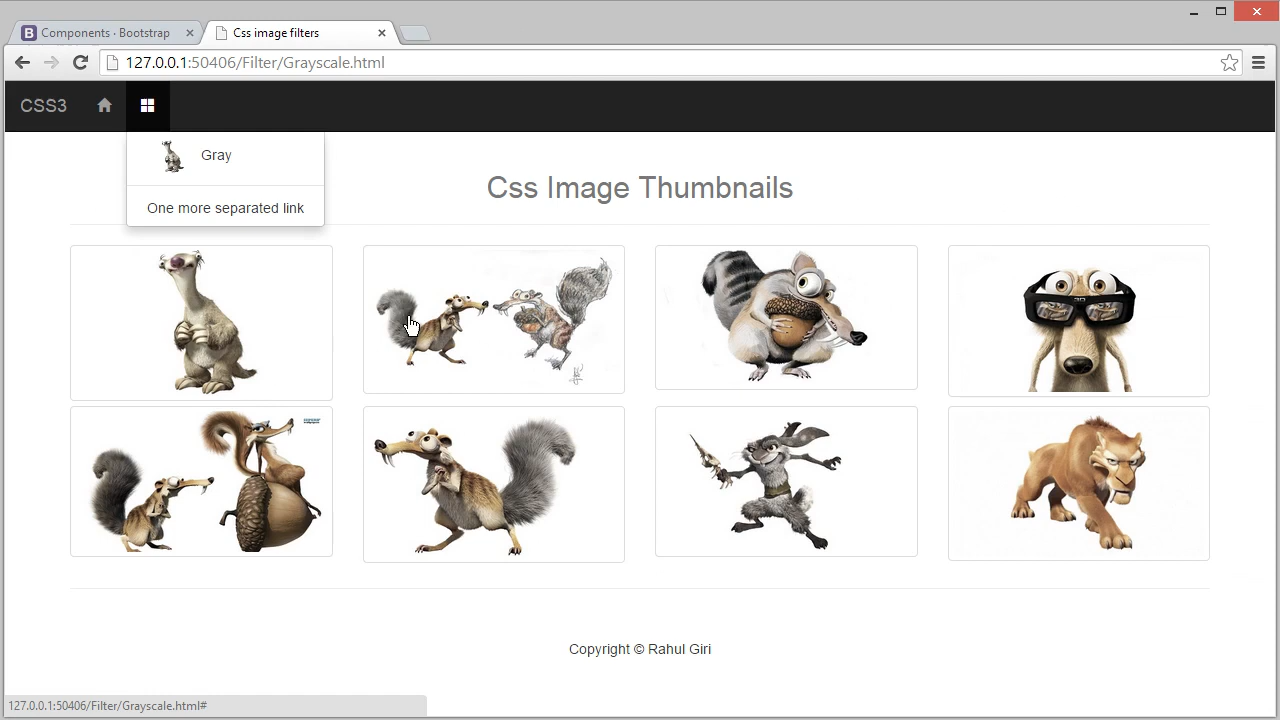 Components · Bootstrap
Css image filters
127.0.0.1:50406/Filter/Grayscale.html
CSS3
Gray
One more separated link
Css Image Thumbnails
3D
Copyright © Rahul Giri
127.0.0.1:50406/Filter/Grayscale.html#